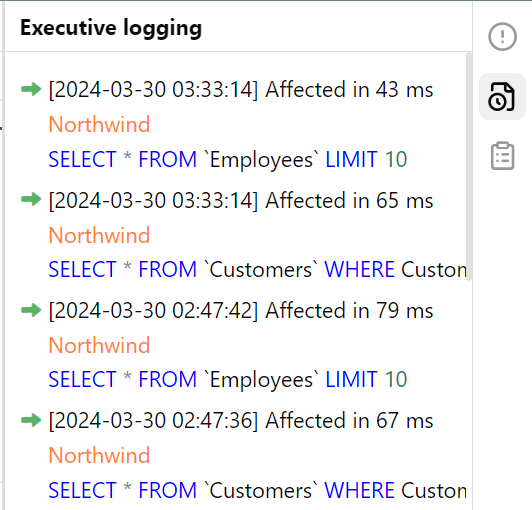 Executive logging
[2024-03-30 03:33:14] Affected in 43 ms
Northwind
SELECT * FROM `Employees` LIMIT 10
[2024-03-30 03:33:14] Affected in 65 ms
Northwind
SELECT * FROM `Customers` WHERE Custom
[2024-03-30 02:47:42] Affected in 79 ms
Northwind
SELECT * FROM `Employees` LIMIT 10
[2024-03-30 02:47:36] Affected in 67 ms
Northwind
SELECT * FROM `Customers` WHERE Custom